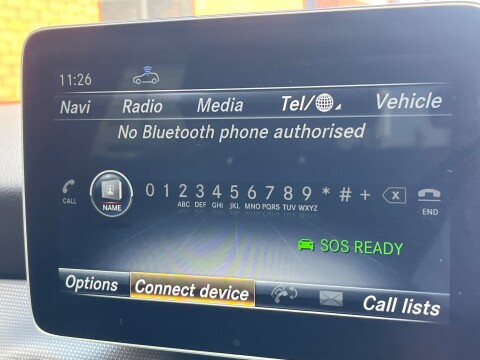 11:26
Navi Radio Media Tel/ Vehicle
No Bluetooth phone authorised
CALL NAME 0 1 2 3 4 5 6 7 8 9 * # + END
ABC DEF GHI JKL MNO PQRS TUV WXYZ
SOS READY
Options Connect device Call lists